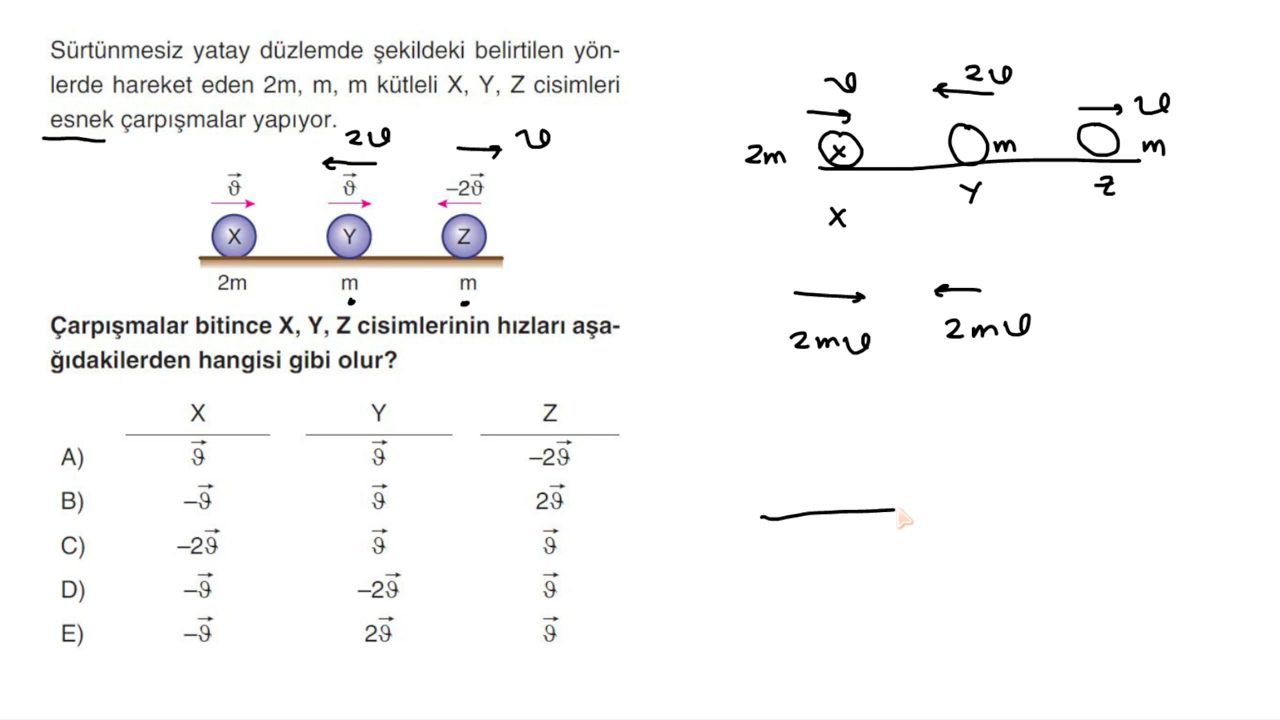 Sürtünmesiz yatay düzlemde şekildeki belirtilen yön-
lerde hareket eden 2m, m, m kütleli X, Y, Z cisimleri
esnek çarpışmalar yapıyor.
2ϑ ϑ
ϑ⃗ ϑ⃗ –2ϑ⃗
X Y Z
2m m m
Çarpışmalar bitince X, Y, Z cisimlerinin hızları aşa-
ğıdakilerden hangisi gibi olur?
X Y Z
A) ϑ⃗ ϑ⃗ –2ϑ⃗
B) –ϑ⃗ ϑ⃗ 2ϑ⃗
C) –2ϑ⃗ ϑ⃗ ϑ⃗
D) –ϑ⃗ –2ϑ⃗ ϑ⃗
E) –ϑ⃗ 2ϑ⃗ ϑ⃗
ϑ 2ϑ ϑ
2m X m m
X Y Z
2mϑ 2mϑ